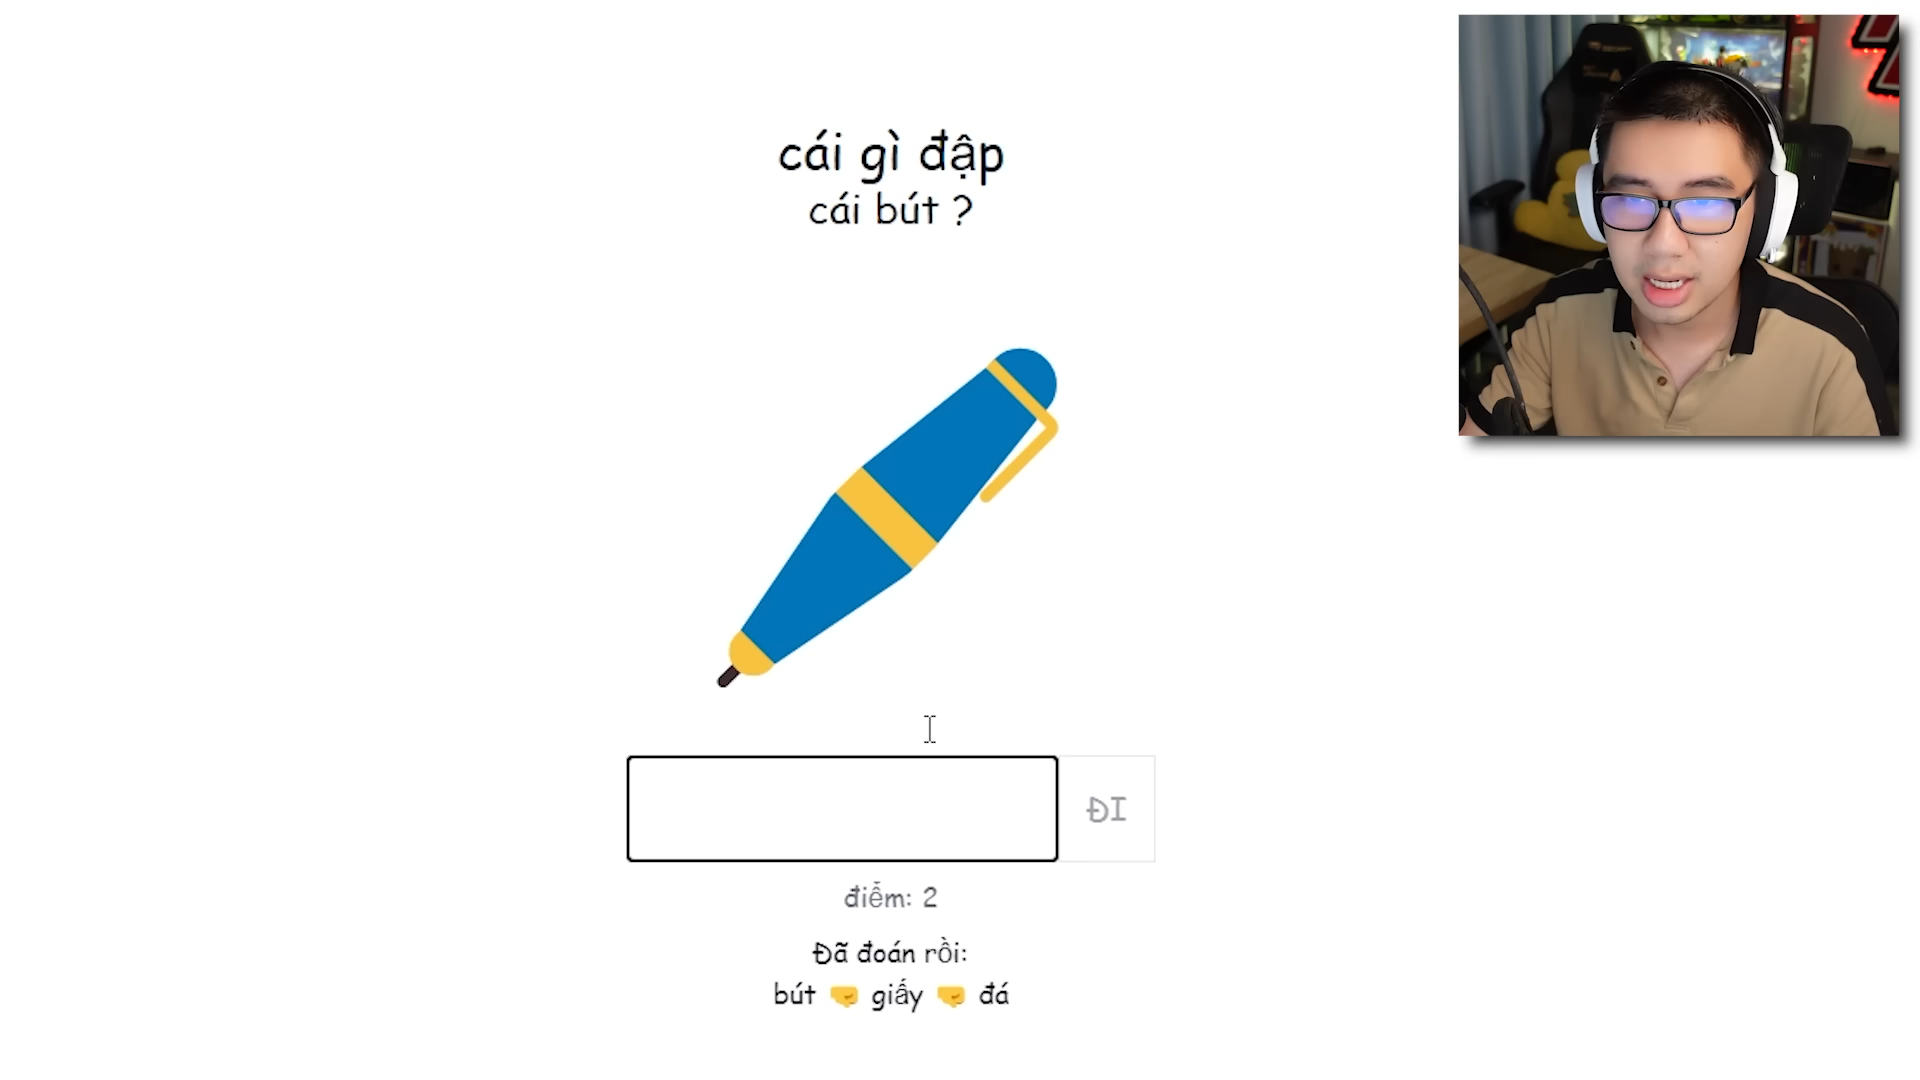 cái gì đập
cái bút ?
ĐI
điểm: 2
Đã đoán rồi:
bút 🤜 giấy 🤜 đá